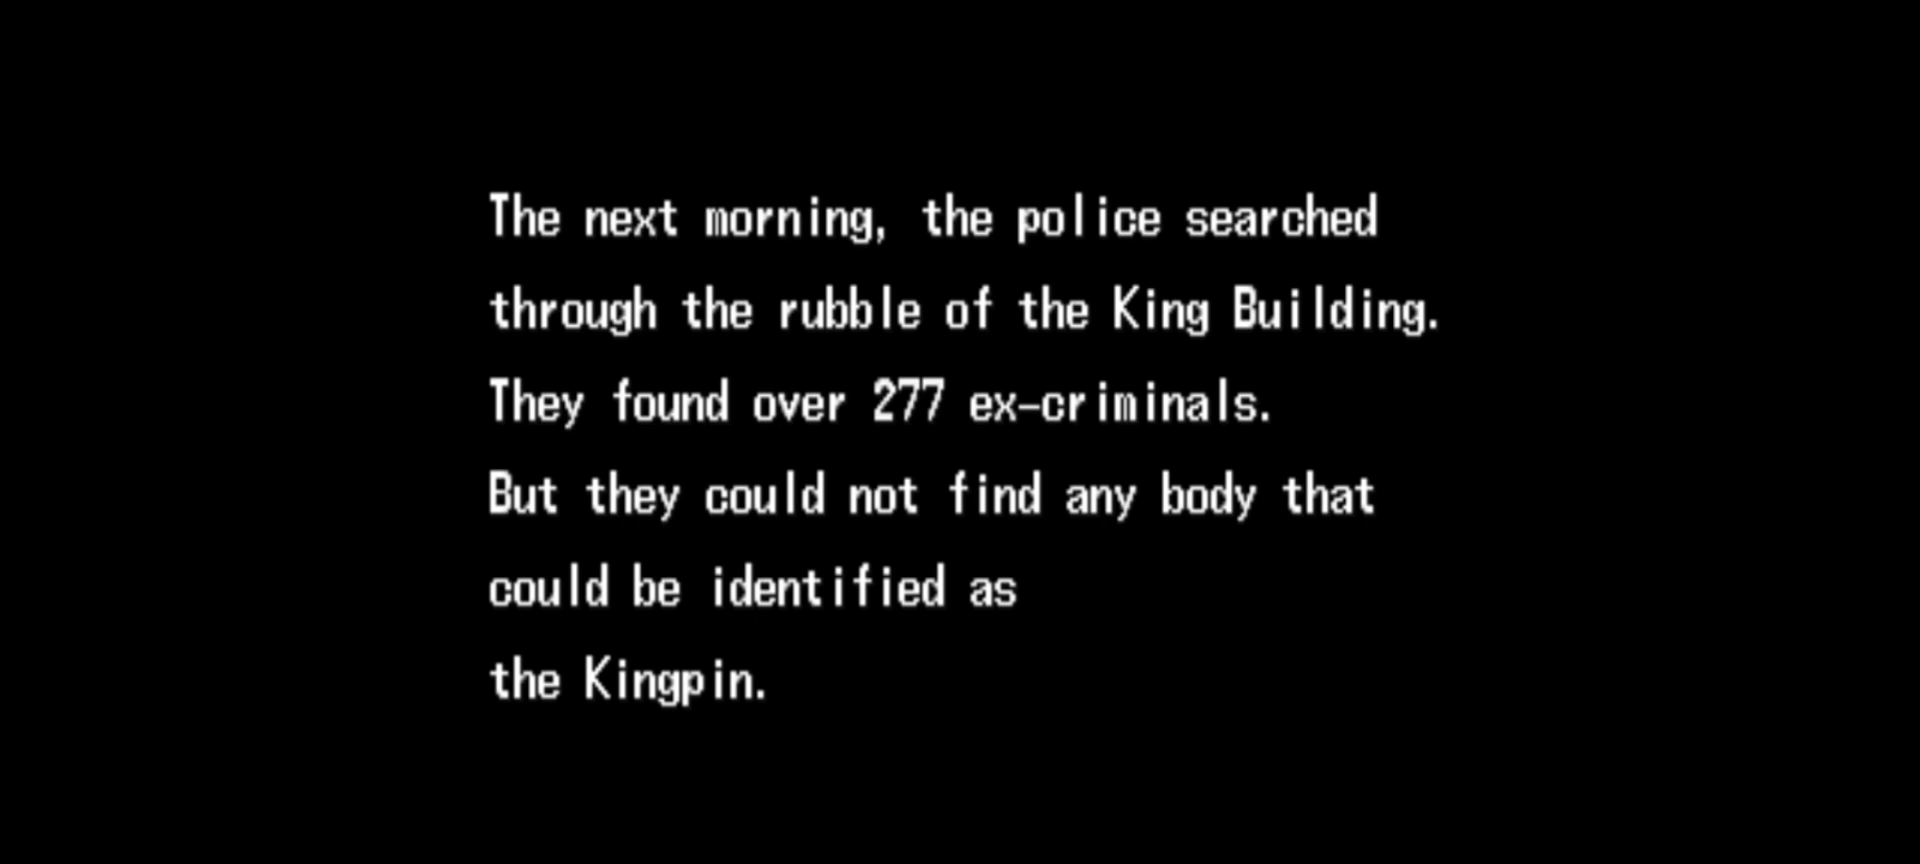 The next morning, the police searched
through the rubble of the King Building.
They found over 277 ex-criminals.
But they could not find any body that
could be identified as
the Kingpin.